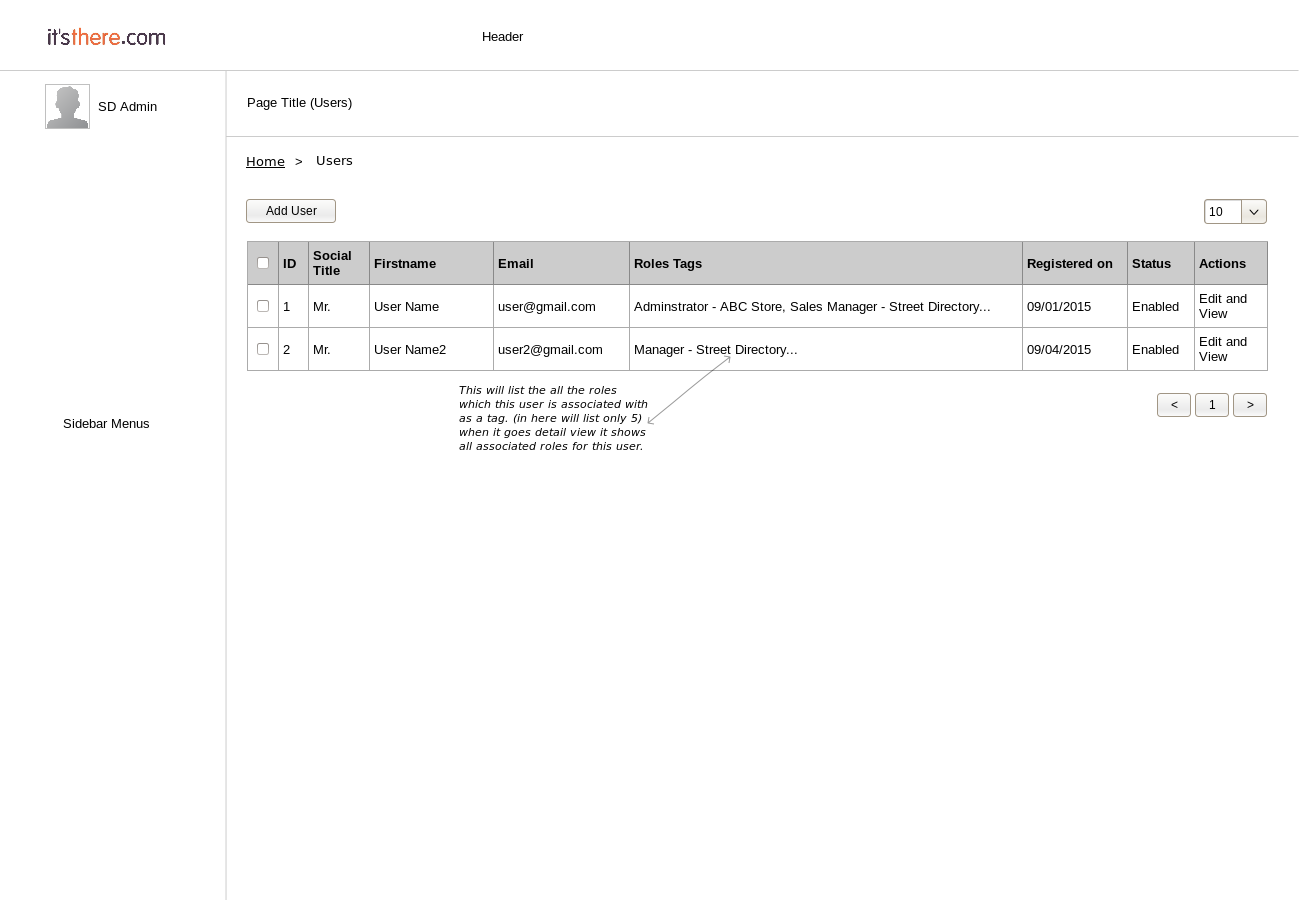 it'sthere.com
Header
SD Admin
Page Title (Users)
Home > Users
Add User
10
ID Social Title Firstname Email Roles Tags Registered on Status Actions
1 Mr. User Name user@gmail.com Adminstrator - ABC Store, Sales Manager - Street Directory... 09/01/2015 Enabled Edit and View
2 Mr. User Name2 user2@gmail.com Manager - Street Directory... 09/04/2015 Enabled Edit and View
This will list the all the roles
which this user is associated with
as a tag. (in here will list only 5)
when it goes detail view it shows
all associated roles for this user.
< 1 >
Sidebar Menus